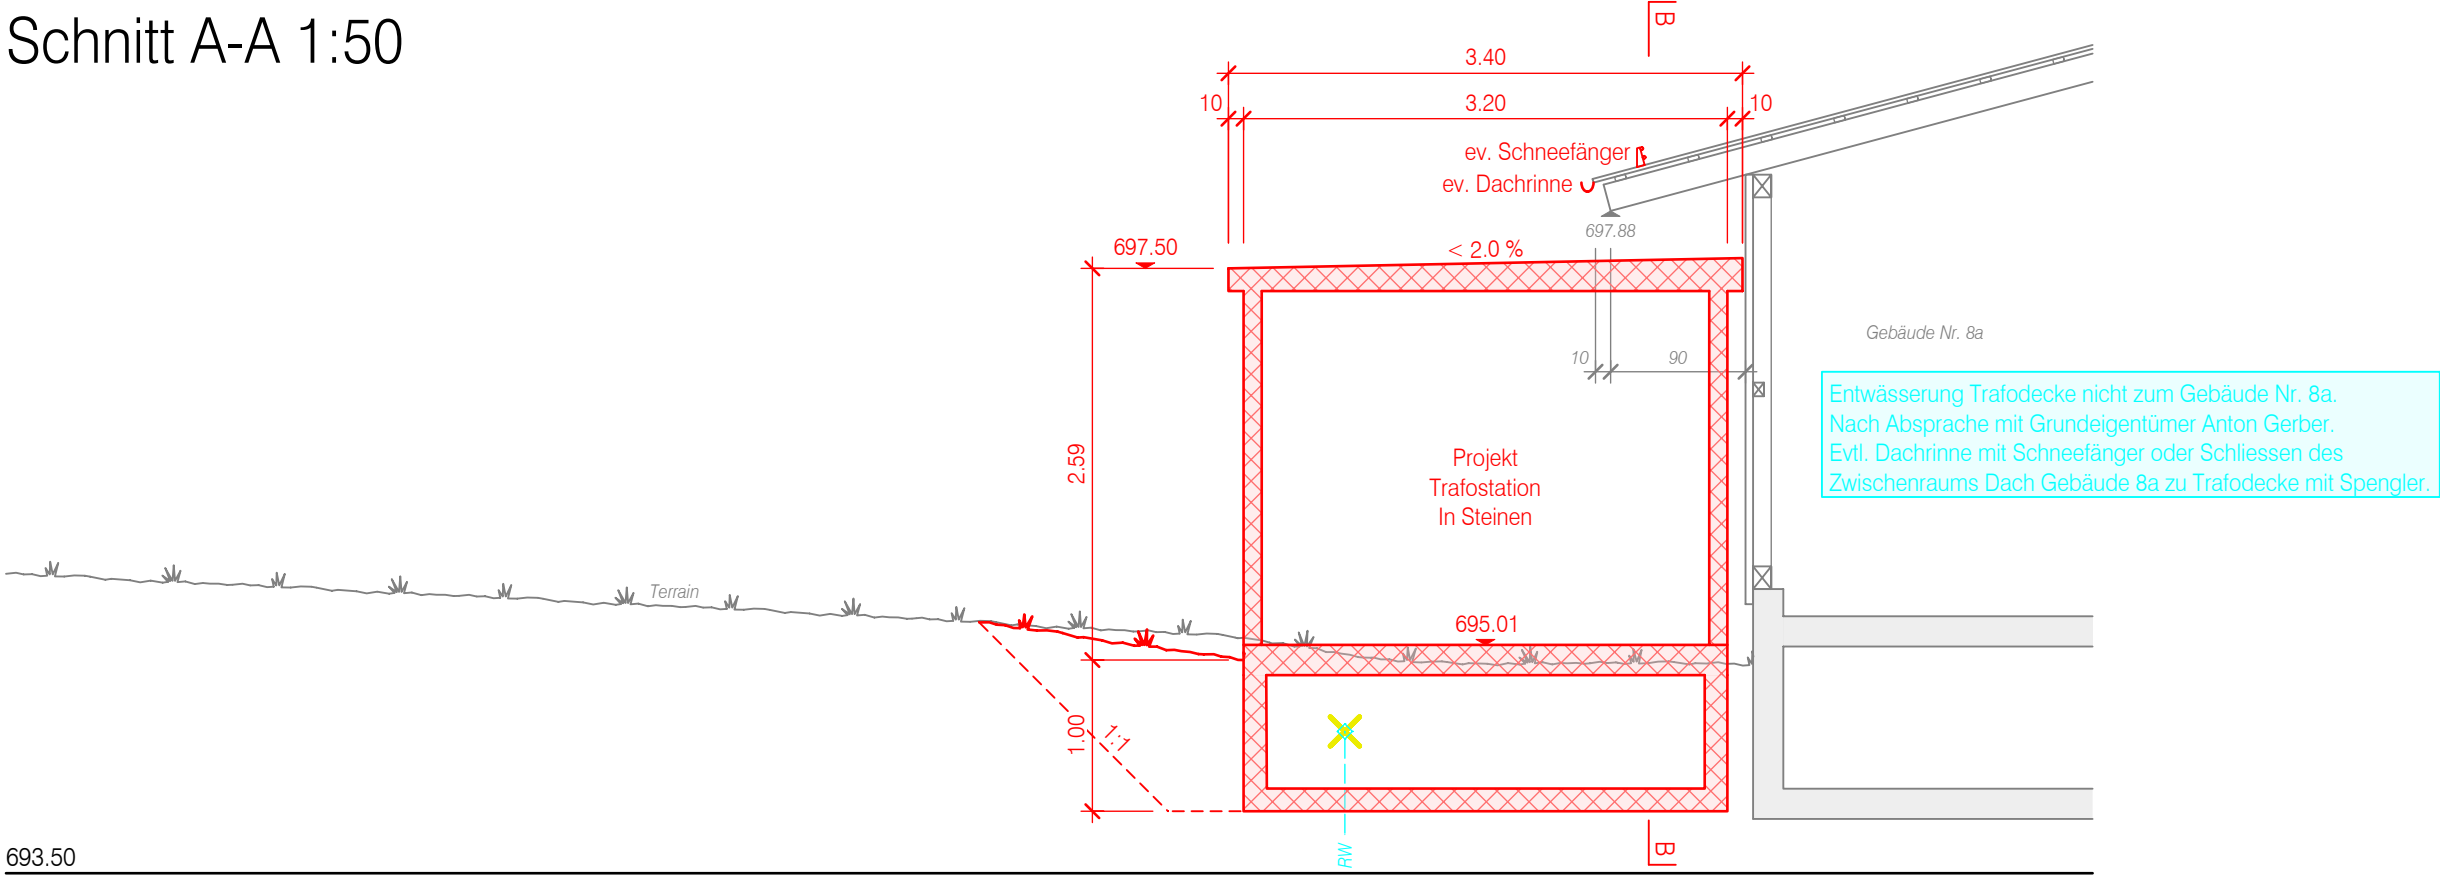 Schnitt A-A 1:50
B
3.40
10
3.20
10
ev. Schneefänger
ev. Dachrinne
697.88
697.50
< 2.0 %
Gebäude Nr. 8a
10
90
Entwässerung Trafodecke nicht zum Gebäude Nr. 8a.
Nach Absprache mit Grundeigentümer Anton Gerber.
Evtl. Dachrinne mit Schneefänger oder Schliessen des
Zwischenraums Dach Gebäude 8a zu Trafodecke mit Spengler.
2.59
Projekt
Trafostation
In Steinen
Terrain
695.01
1.00
1:1
RW
B
693.50